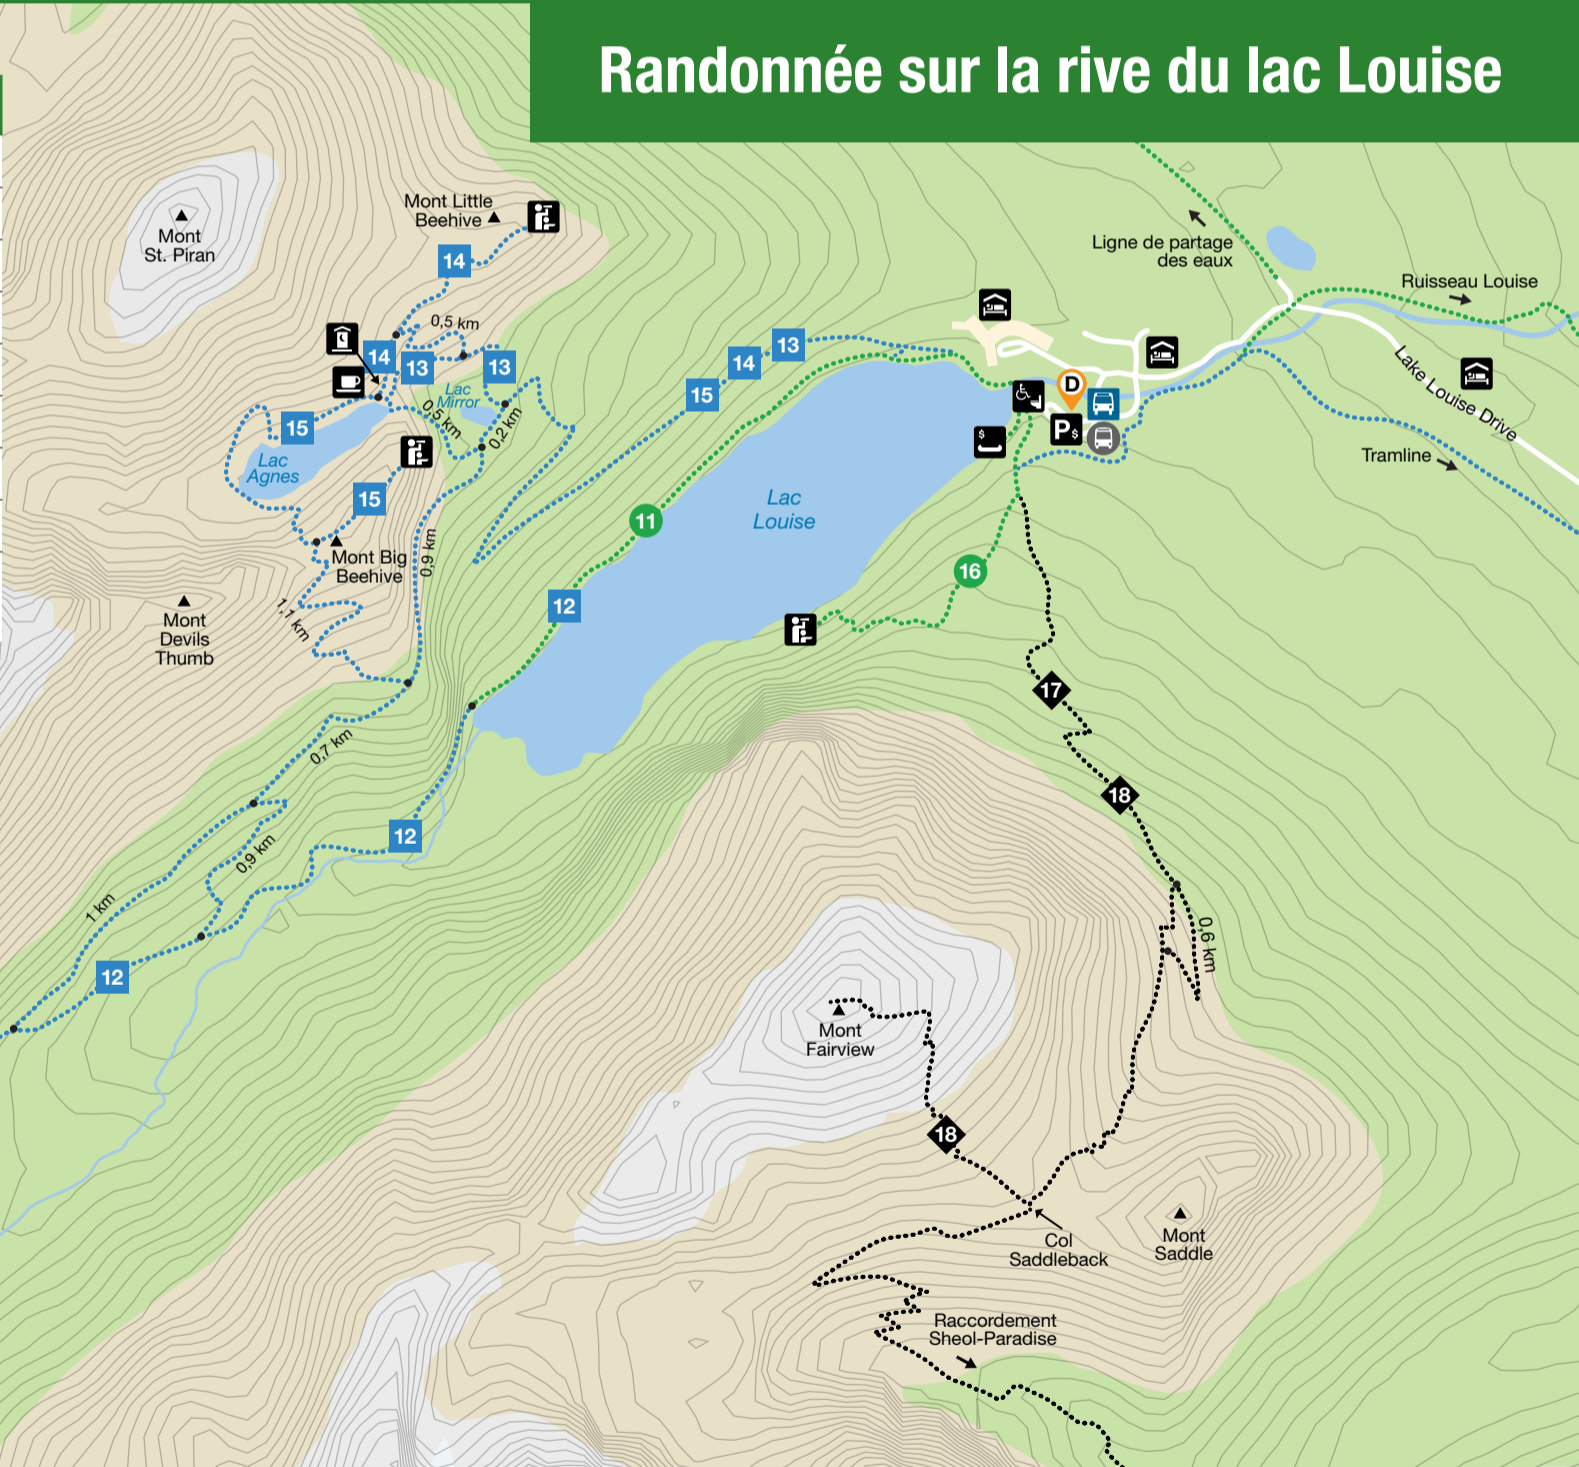 Randonnée sur la rive du lac Louise
Mont Little
Beehive
Mont
St. Piran
14
0,5 km
14
13
13
Lac
Mirror
0,5 km
0,2 km
15
Lac
Agnes
15
Mont Big
Beehive
0,9 km
1,1 km
Mont
Devils
Thumb
0,7 km
0,9 km
1 km
12
12
12
11
15
14
13
Lac
Louise
Ligne de partage
des eaux
Ruisseau Louise
Lake Louise Drive
Tramline
D
P$
$
16
17
18
0,6 km
Mont
Fairview
18
Col
Saddleback
Mont
Saddle
Raccordement
Sheol-Paradise